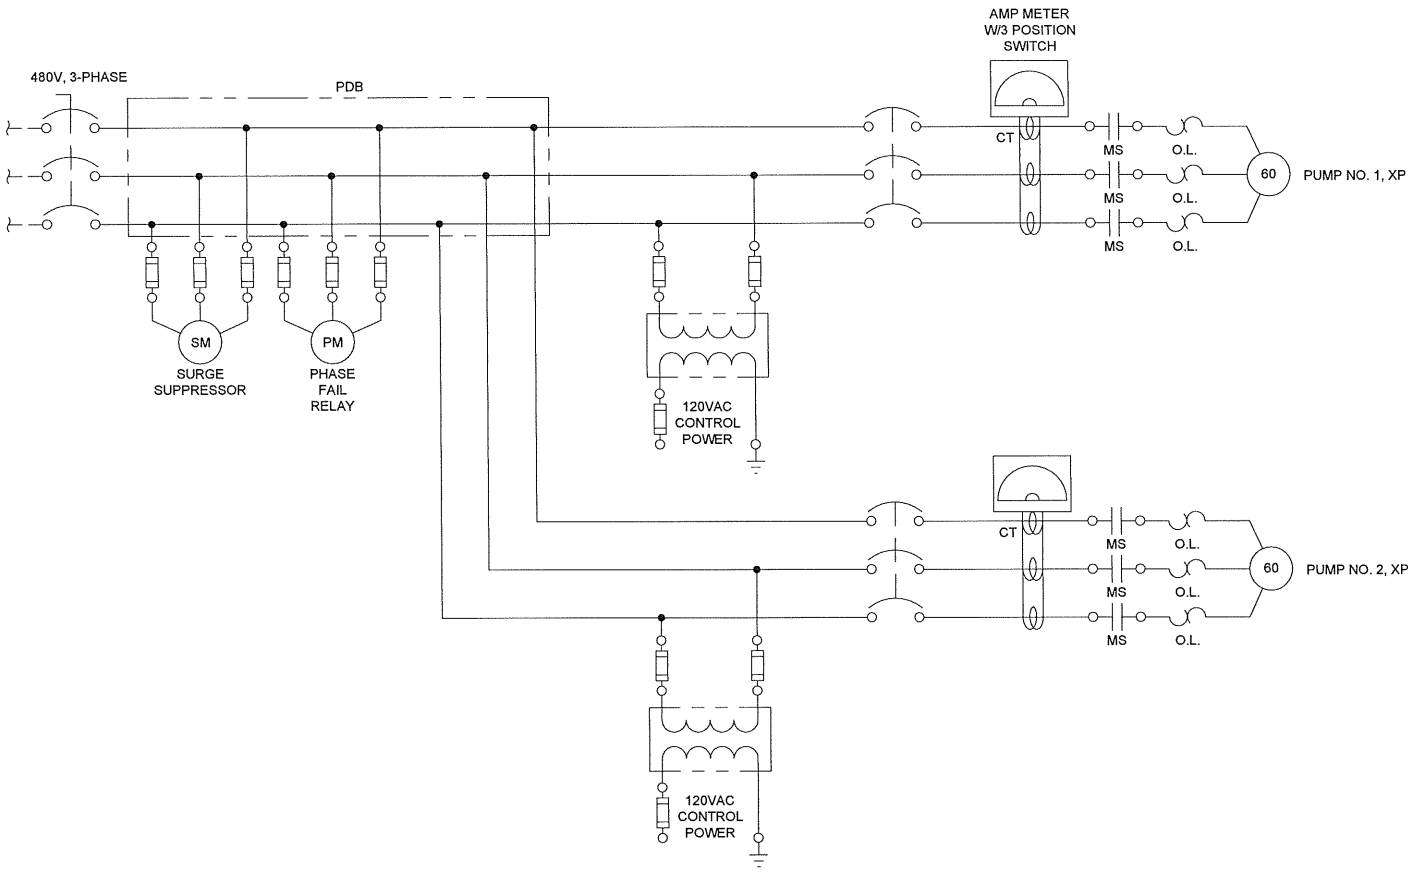 AMP METER
W/3 POSITION
SWITCH
480V, 3-PHASE
PDB
CT
MS
O.L.
MS
O.L.
MS
O.L.
60
PUMP NO. 1, XP
SM
SURGE
SUPPRESSOR
PM
PHASE
FAIL
RELAY
120VAC
CONTROL
POWER
CT
MS
O.L.
MS
O.L.
MS
O.L.
60
PUMP NO. 2, XP
120VAC
CONTROL
POWER